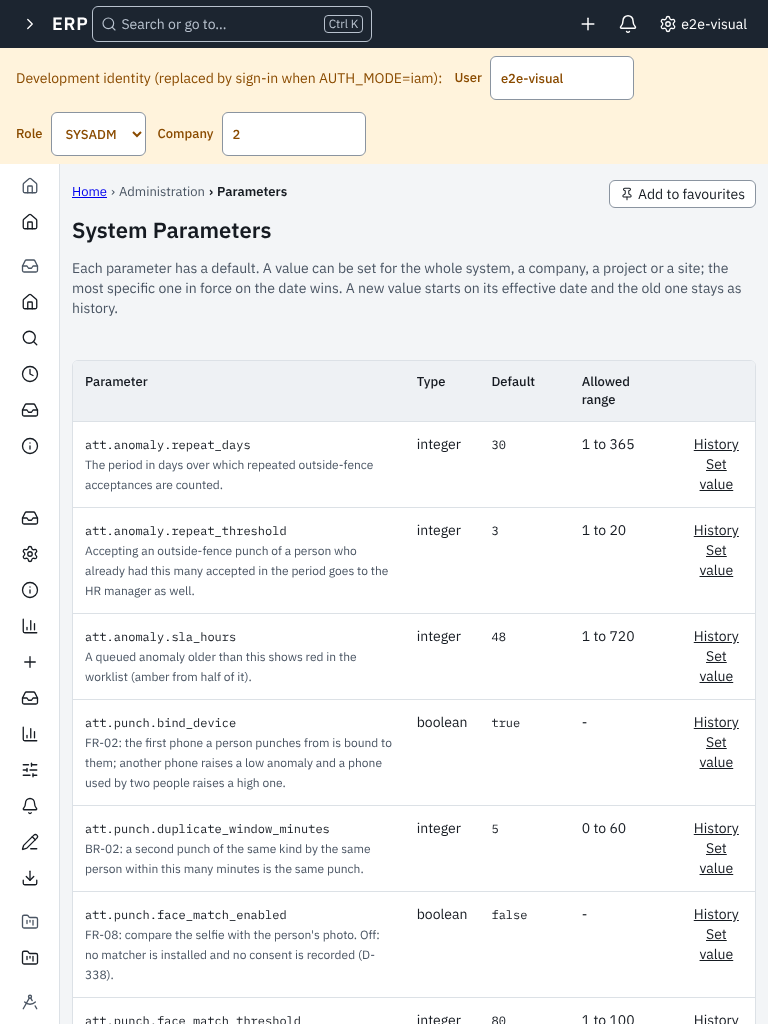 ERP
Search or go to...
Ctrl K
e2e-visual
Development identity (replaced by sign-in when AUTH_MODE=iam):
User
e2e-visual
Role
SYSADM
Company
2
Home › Administration › Parameters
Add to favourites
System Parameters
Each parameter has a default. A value can be set for the whole system, a company, a project or a site; the
most specific one in force on the date wins. A new value starts on its effective date and the old one stays as
history.
Parameter
Type
Default
Allowed
range
att.anomaly.repeat_days
The period in days over which repeated outside-fence
acceptances are counted.
integer
30
1 to 365
History
Set
value
att.anomaly.repeat_threshold
Accepting an outside-fence punch of a person who
already had this many accepted in the period goes to the
HR manager as well.
integer
3
1 to 20
History
Set
value
att.anomaly.sla_hours
A queued anomaly older than this shows red in the
worklist (amber from half of it).
integer
48
1 to 720
History
Set
value
att.punch.bind_device
FR-02: the first phone a person punches from is bound to
them; another phone raises a low anomaly and a phone
used by two people raises a high one.
boolean
true
-
History
Set
value
att.punch.duplicate_window_minutes
BR-02: a second punch of the same kind by the same
person within this many minutes is the same punch.
integer
5
0 to 60
History
Set
value
att.punch.face_match_enabled
FR-08: compare the selfie with the person's photo. Off:
no matcher is installed and no consent is recorded (D-
338).
boolean
false
-
History
Set
value
att.punch.face_match_threshold
integer
80
1 to 100
History